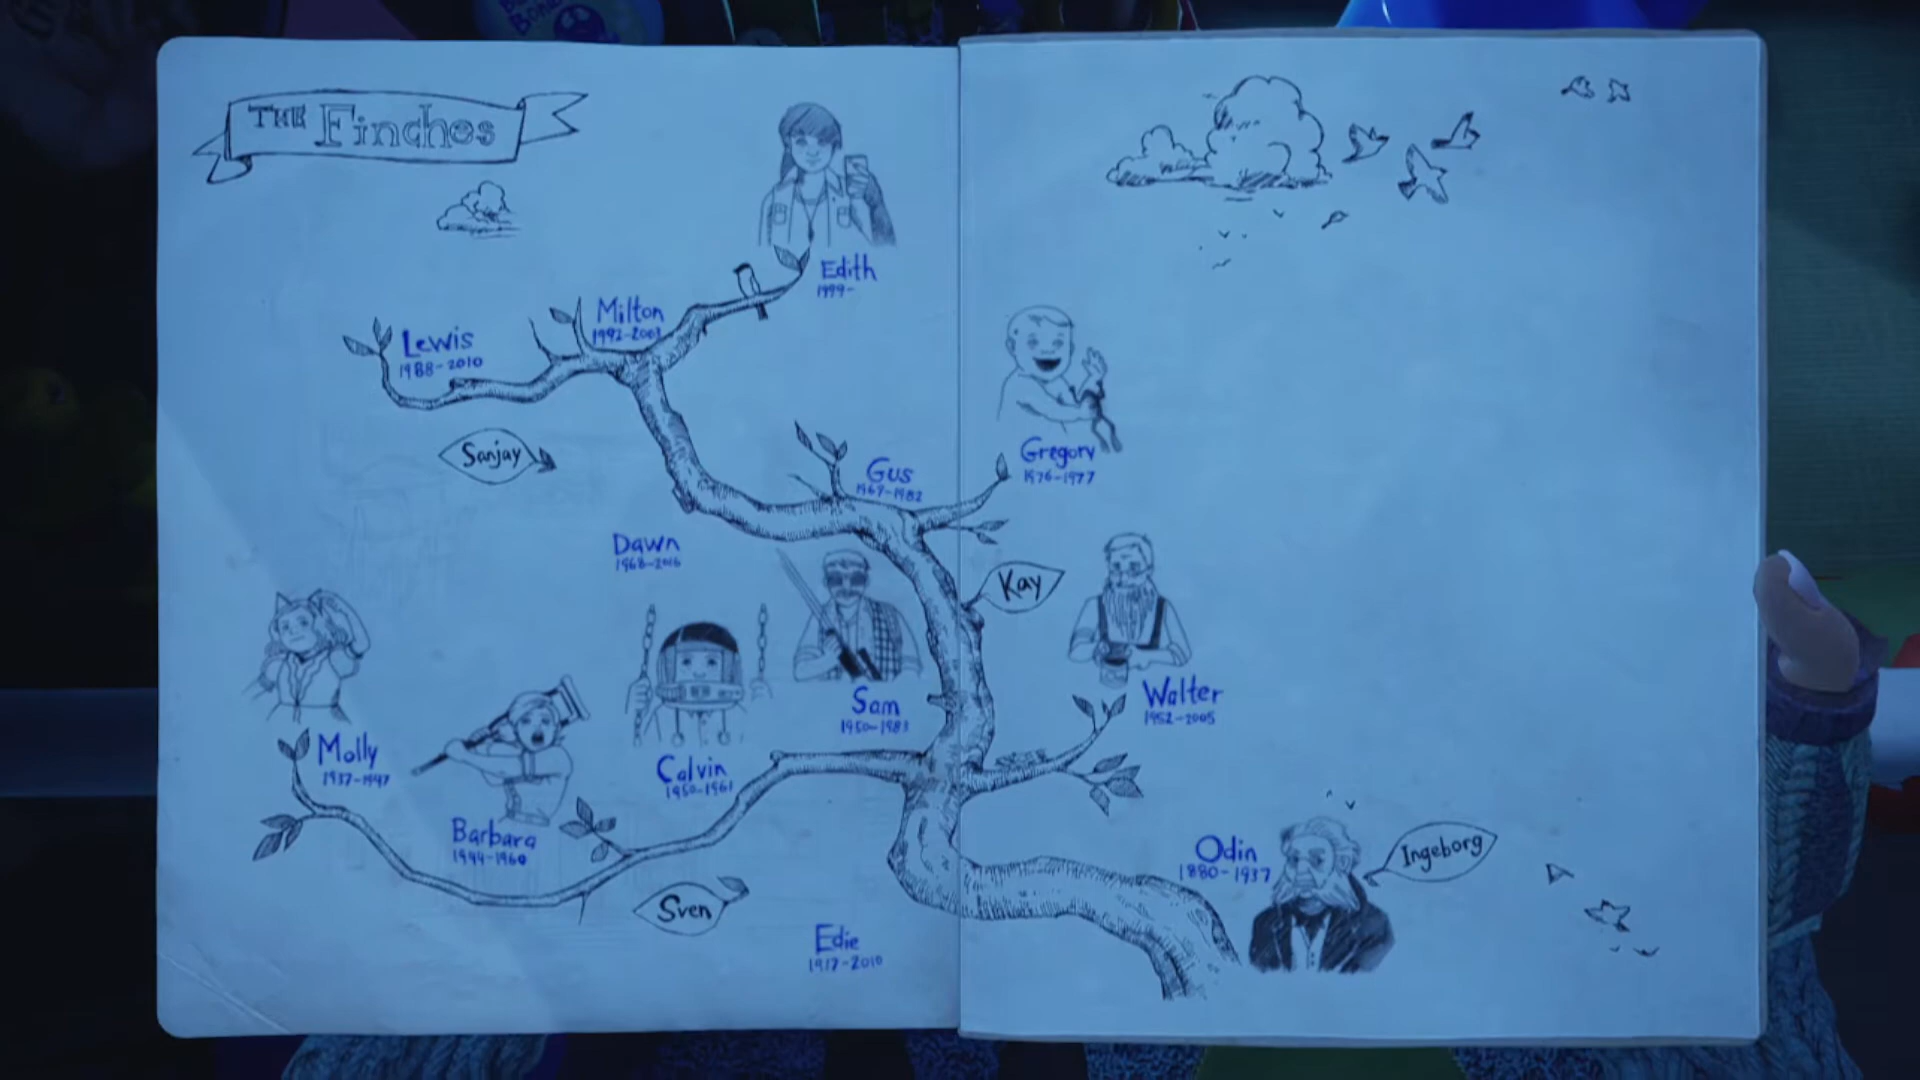 THE Finches
Edith
1999-
Milton
1992-2003
Lewis
1988-2010
Sanjay
Gus
1969-1982
Gregory
1976-1977
Dawn
1968-2016
Kay
Sam
1950-1983
Walter
1952-2005
Molly
1937-1947
Calvin
1950-1961
Barbara
1944-1960
Sven
Odin
1880-1937
Ingeborg
Edie
1917-2010